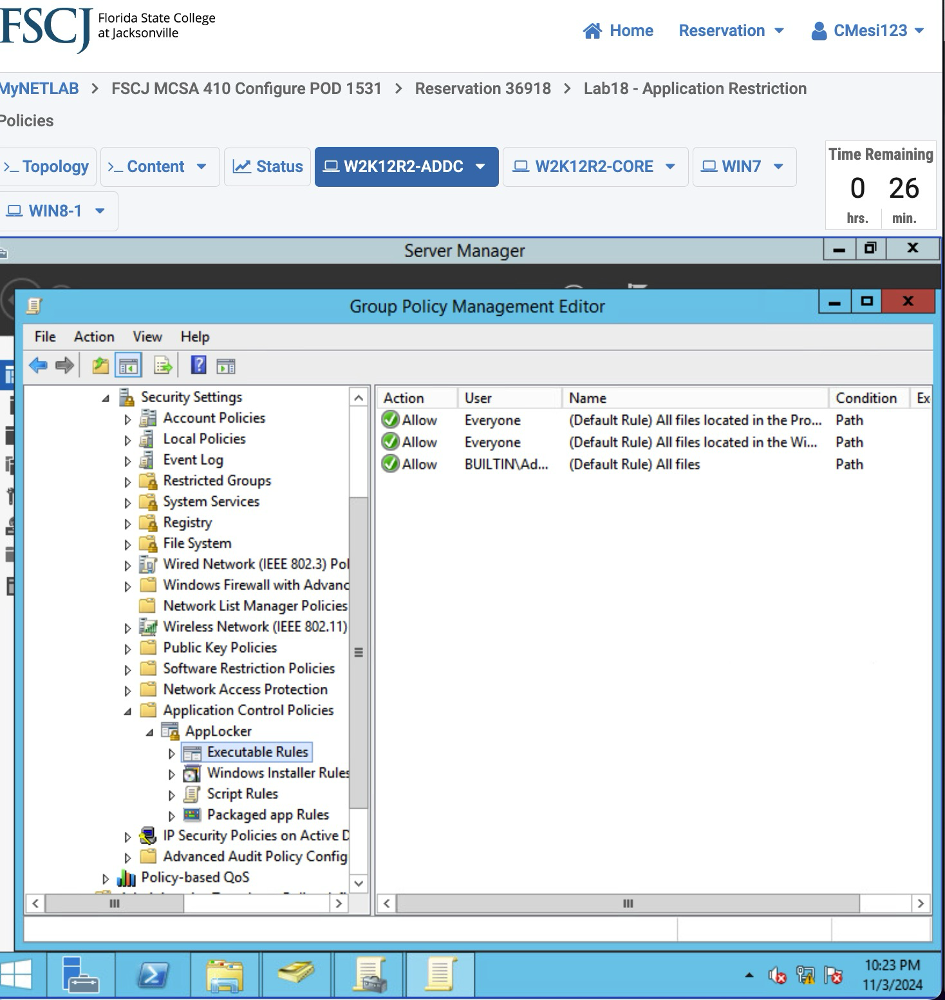 FSCJ
Florida State College
at Jacksonville
Home
Reservation
CMesi123
MyNETLAB > FSCJ MCSA 410 Configure POD 1531 > Reservation 36918 > Lab18 - Application Restriction
Policies
>_ Topology
>_ Content
Status
W2K12R2-ADDC
W2K12R2-CORE
WIN7
WIN8-1
Time Remaining
0 26
hrs. min.
Server Manager
Group Policy Management Editor
File Action View Help
Security Settings
Account Policies
Local Policies
Event Log
Restricted Groups
System Services
Registry
File System
Wired Network (IEEE 802.3) Pol
Windows Firewall with Advanc
Network List Manager Policies
Wireless Network (IEEE 802.11)
Public Key Policies
Software Restriction Policies
Network Access Protection
Application Control Policies
AppLocker
Executable Rules
Windows Installer Rules
Script Rules
Packaged app Rules
IP Security Policies on Active D
Advanced Audit Policy Config
Policy-based QoS
Action User Name Condition Ex
Allow Everyone (Default Rule) All files located in the Pro... Path
Allow Everyone (Default Rule) All files located in the Wi... Path
Allow BUILTIN\Ad... (Default Rule) All files Path
10:23 PM
11/3/2024